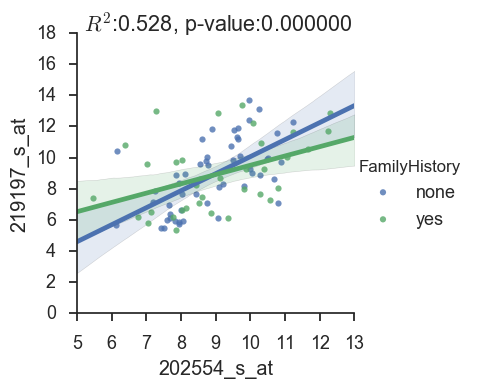 R²:0.528, p-value:0.000000
18
16
14
12
10
8
6
4
2
0
219197_s_at
5 6 7 8 9 10 11 12 13
202554_s_at
FamilyHistory
none
yes